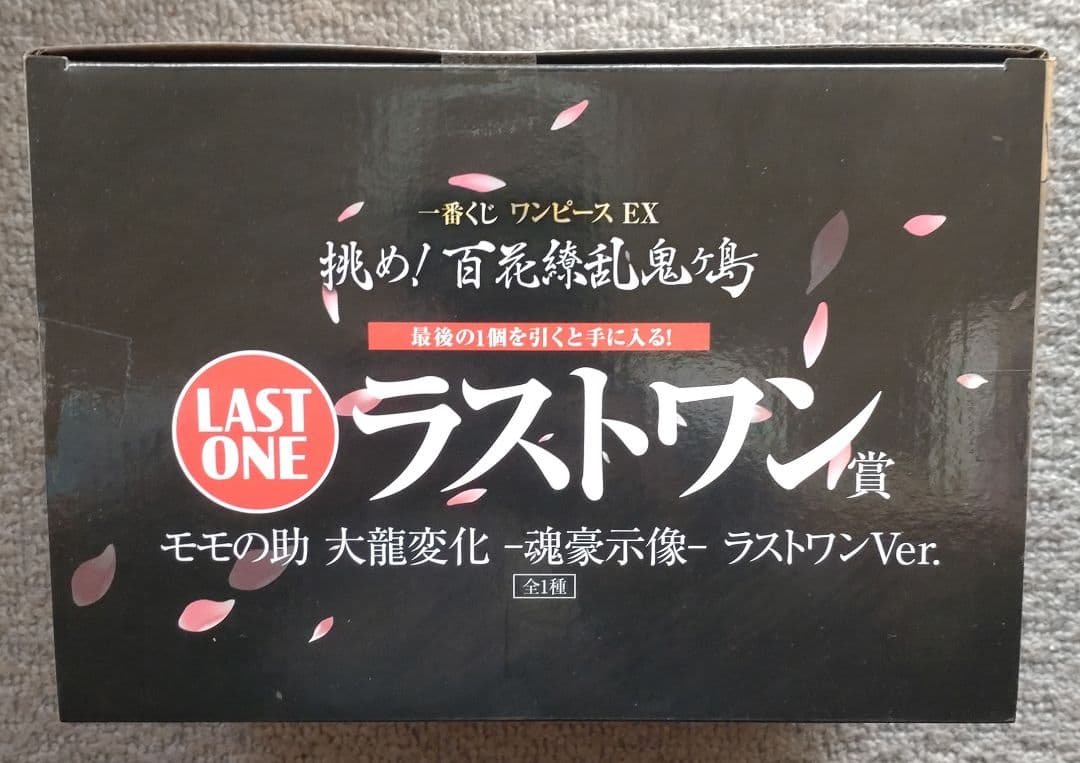 一番くじ ワンピース EX
挑め!百花繚乱鬼ヶ島
最後の1個を引くと手に入る!
LAST
ONE
ラストワン賞
モモの助 大龍変化 -魂豪示像- ラストワンVer.
全1種